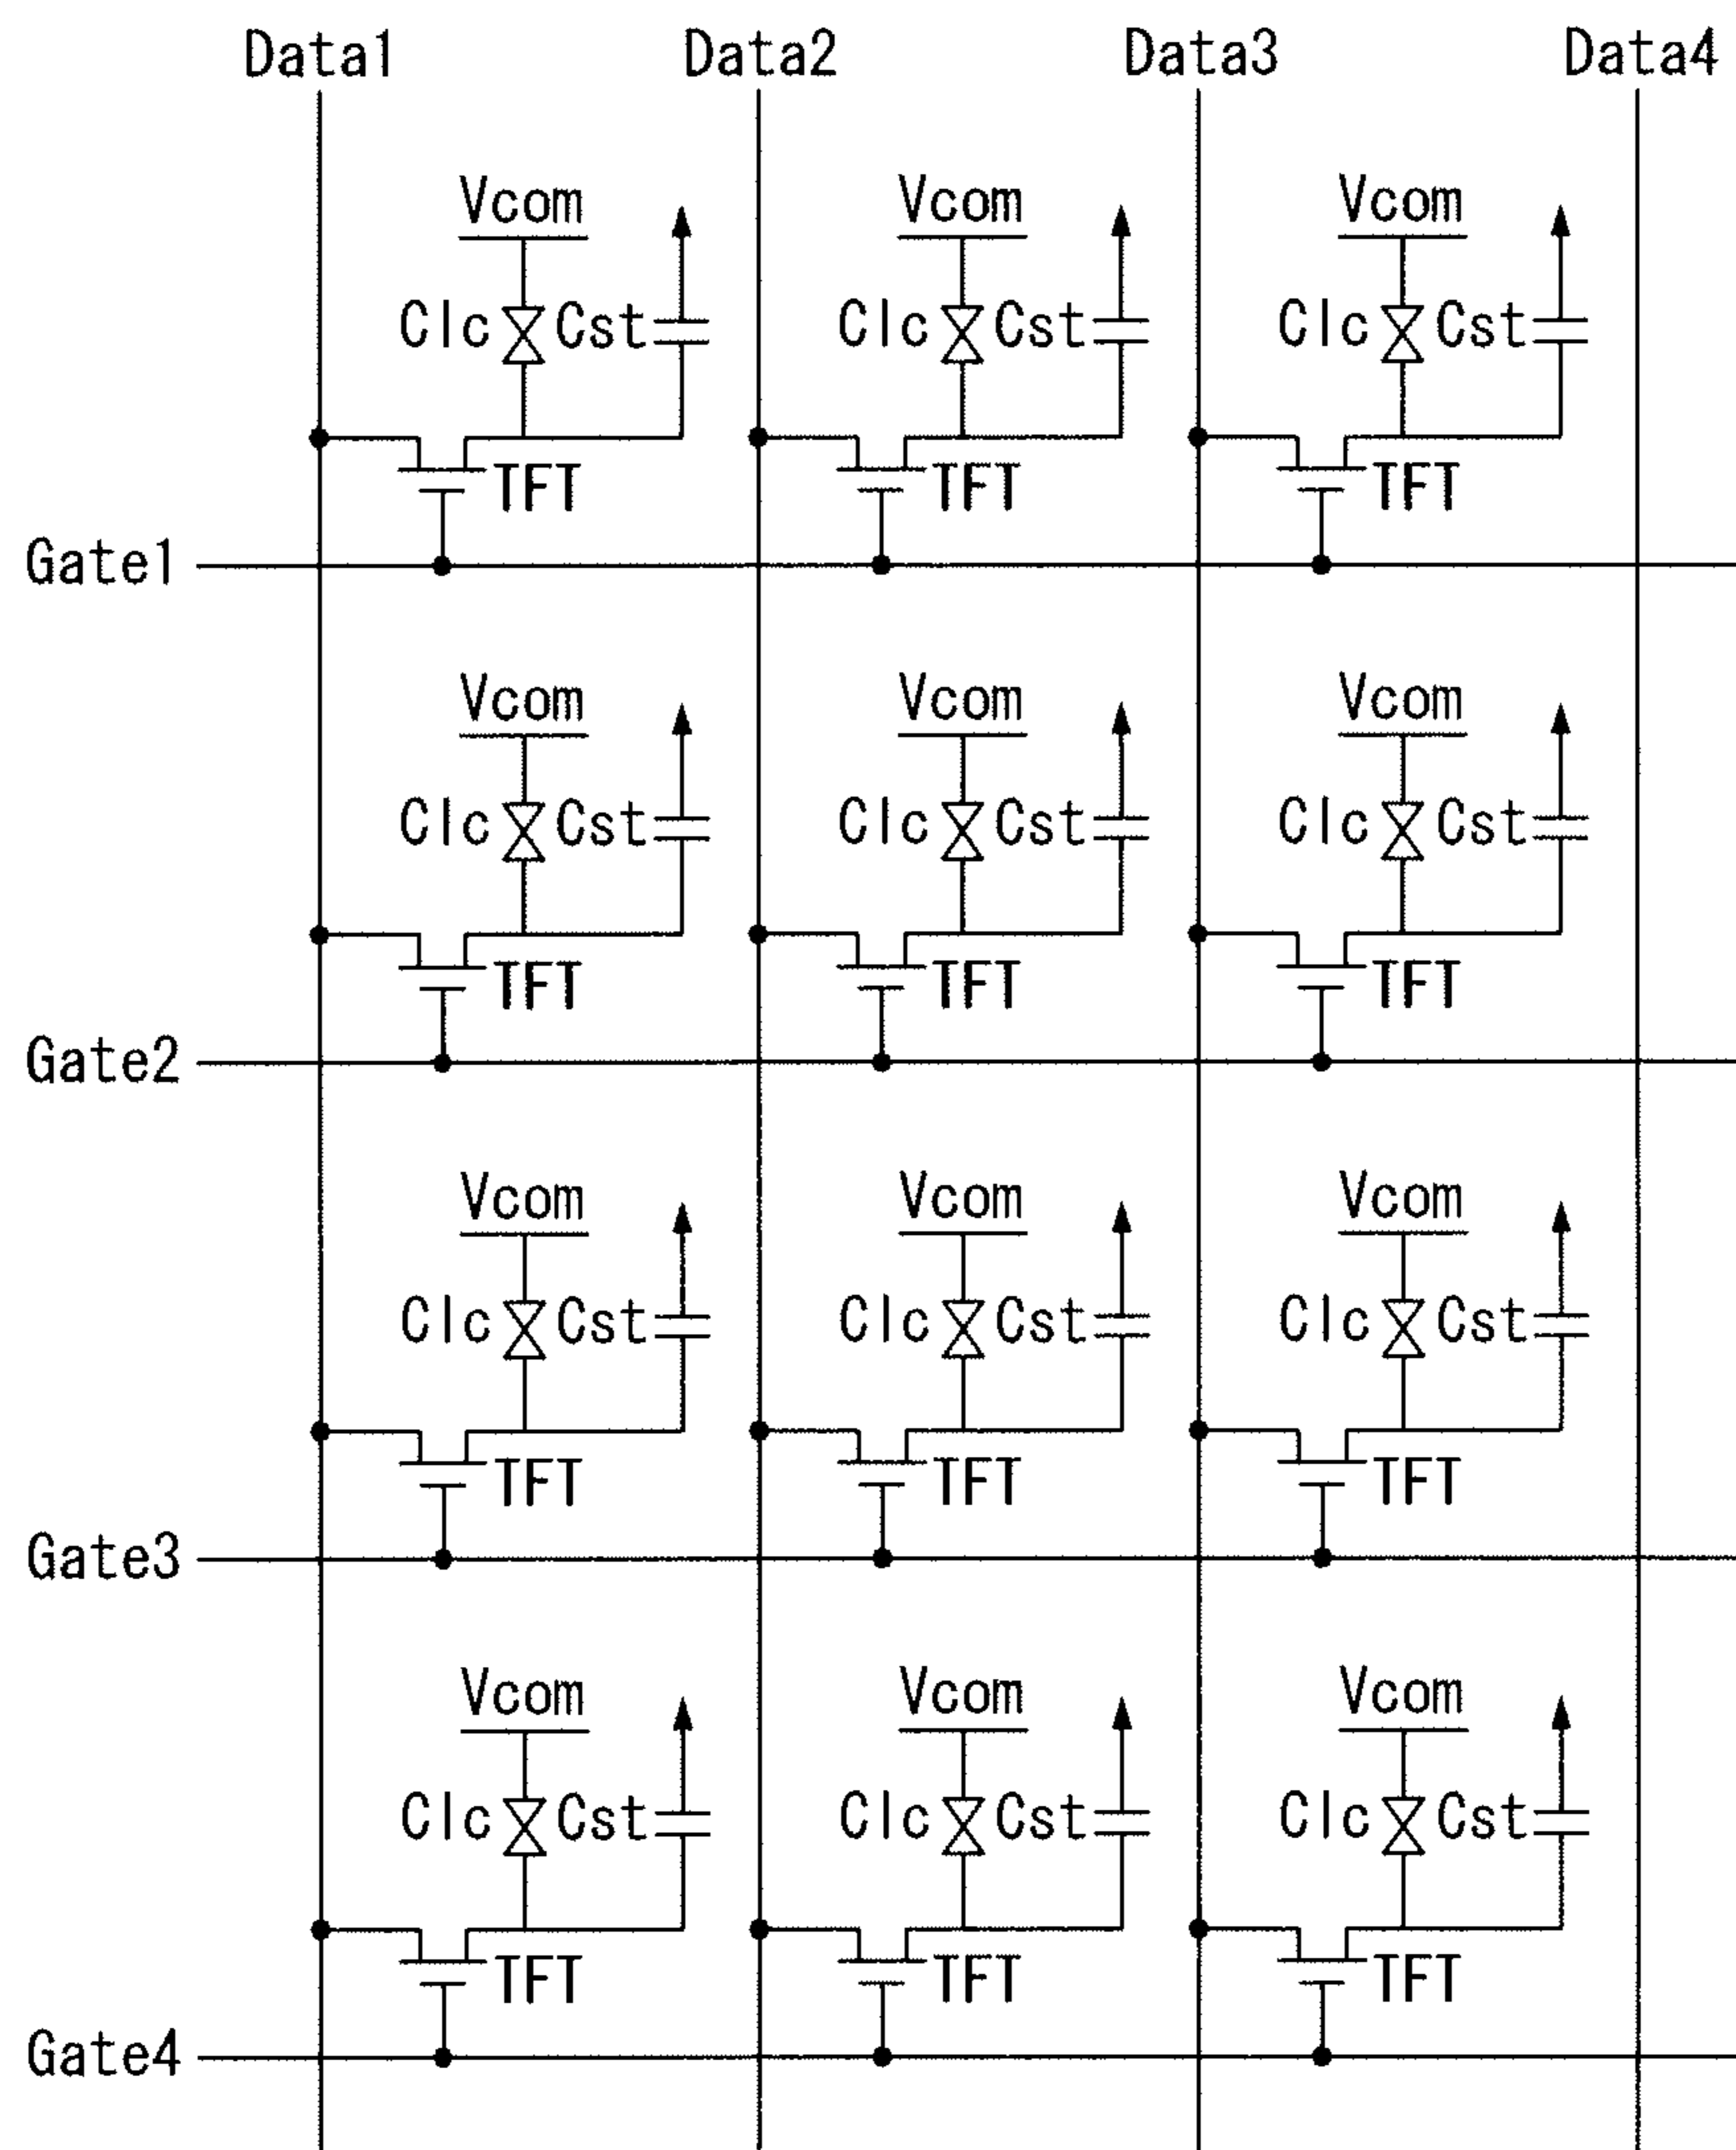 Data1 Data2 Data3 Data4
Vcom Vcom Vcom
Clc Cst Clc Cst Clc Cst
TFT TFT TFT
Gate1
Vcom Vcom Vcom
Clc Cst Clc Cst Clc Cst
TFT TFT TFT
Gate2
Vcom Vcom Vcom
Clc Cst Clc Cst Clc Cst
TFT TFT TFT
Gate3
Vcom Vcom Vcom
Clc Cst Clc Cst Clc Cst
TFT TFT TFT
Gate4